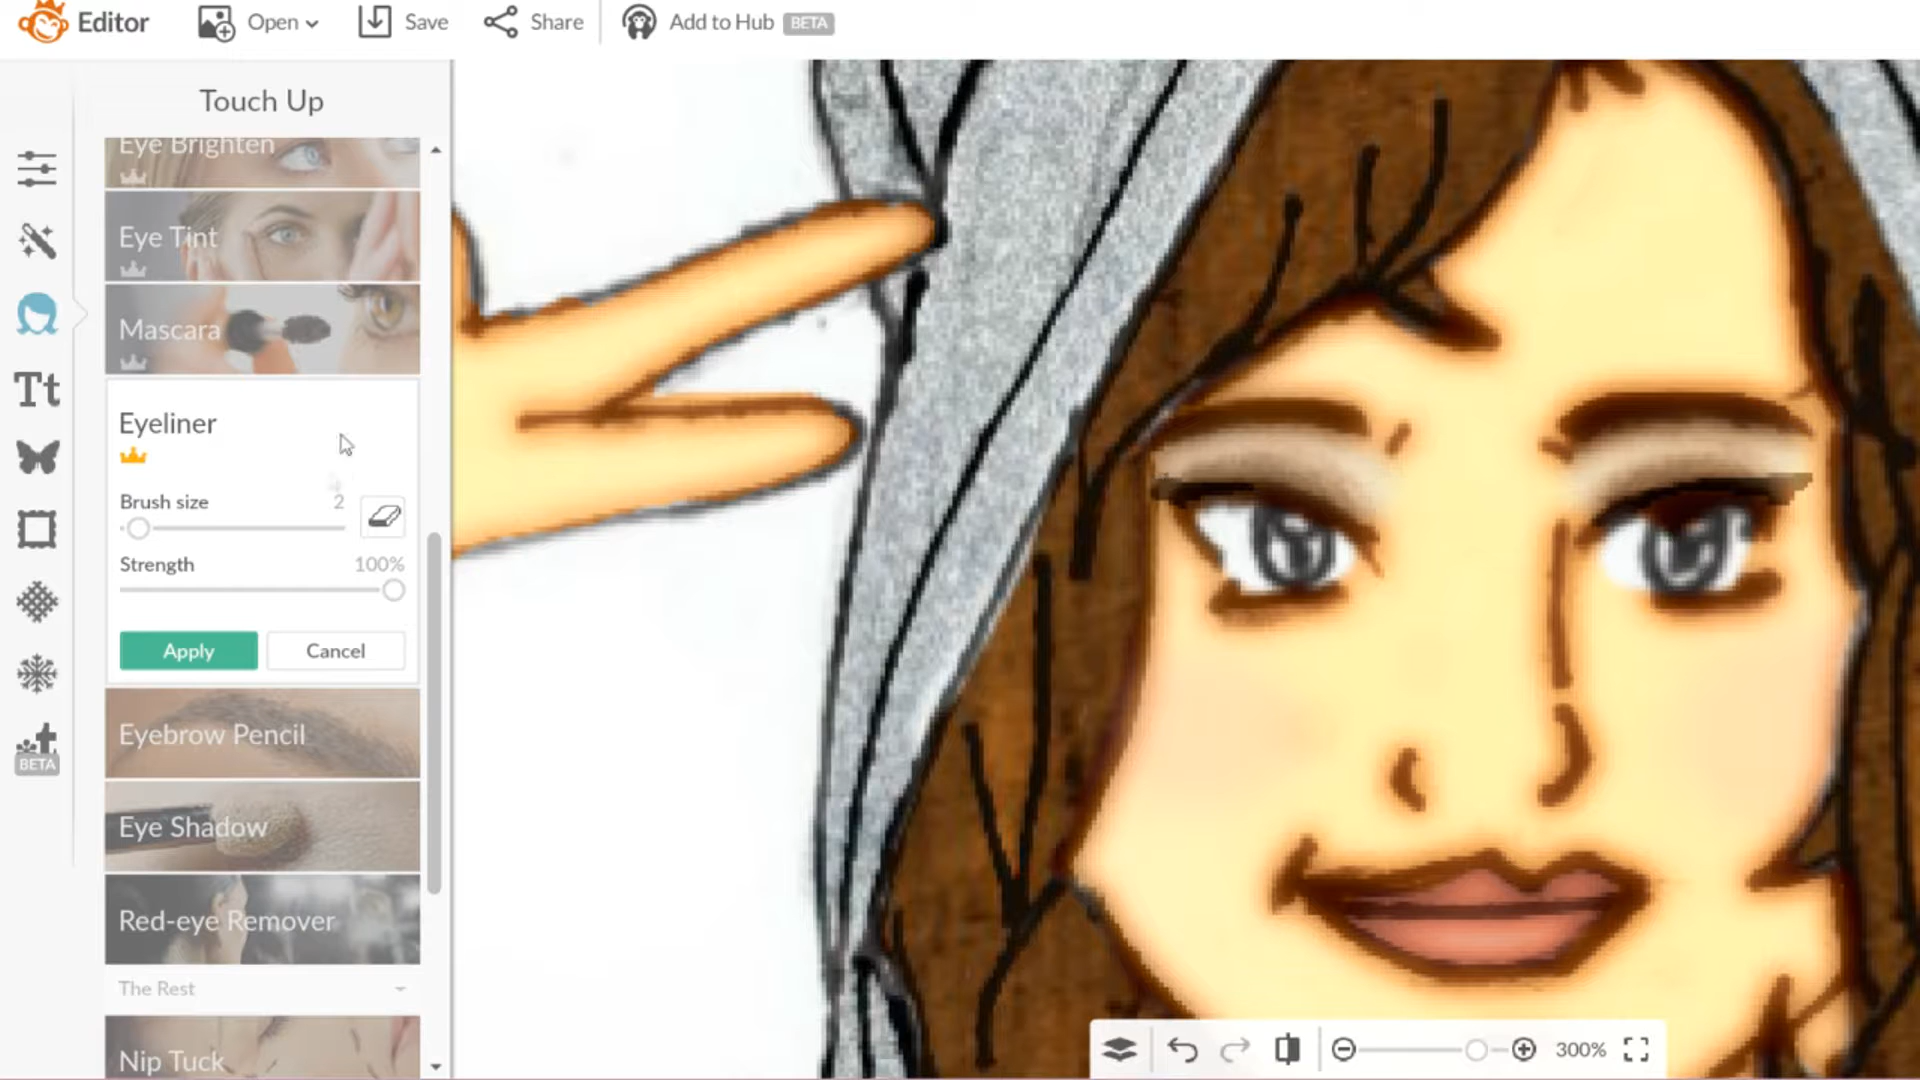 Editor
Open
Save
Share
Add to Hub BETA
Touch Up
Eye Brighten
Eye Tint
Mascara
Eyeliner
Brush size 2
Strength 100%
Apply Cancel
Eyebrow Pencil
Eye Shadow
Red-eye Remover
The Rest
Nip Tuck
Tt
BETA
300%